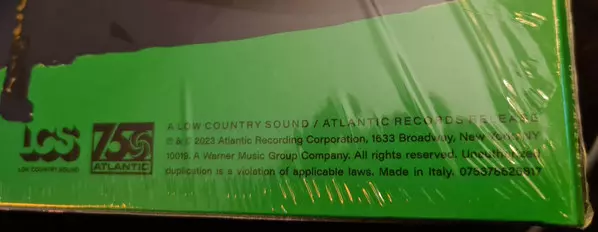 LCS
LOW COUNTRY SOUND
75
ATLANTIC
A LOW COUNTRY SOUND / ATLANTIC RECORDS RELEASE
℗ & © 2023 Atlantic Recording Corporation, 1633 Broadway, New York, NY
10019. A Warner Music Group Company. All rights reserved. Unauthorized
duplication is a violation of applicable laws. Made in Italy. 075678626817